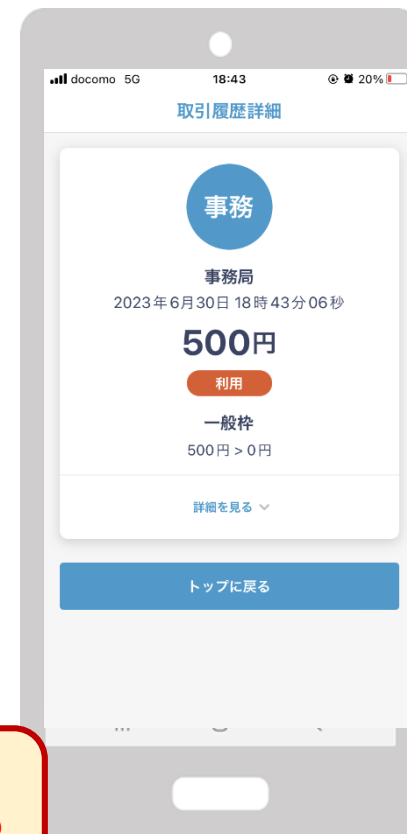 docomo 5G 18:43 20%
取引履歴詳細
事務
事務局
2023年6月30日 18時43分06秒
500円
利用
一般枠
500円 > 0円
詳細を見る
トップに戻る